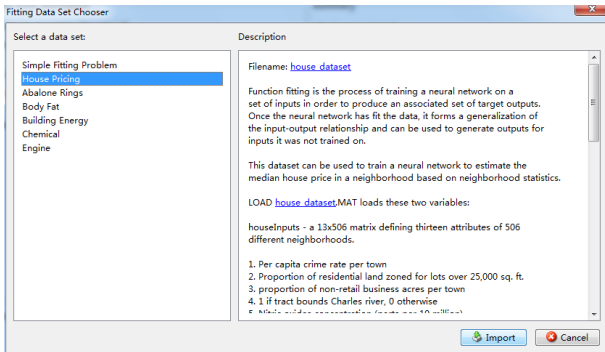 Fitting Data Set Chooser
Select a data set:
Simple Fitting Problem
House Pricing
Abalone Rings
Body Fat
Building Energy
Chemical
Engine
Description
Filename: house_dataset
Function fitting is the process of training a neural network on a
set of inputs in order to produce an associated set of target outputs.
Once the neural network has fit the data, it forms a generalization of
the input-output relationship and can be used to generate outputs for
inputs it was not trained on.
This dataset can be used to train a neural network to estimate the
median house price in a neighborhood based on neighborhood statistics.
LOAD house_dataset.MAT loads these two variables:
houseInputs - a 13x506 matrix defining thirteen attributes of 506
different neighborhoods.
1. Per capita crime rate per town
2. Proportion of residential land zoned for lots over 25,000 sq. ft.
3. proportion of non-retail business acres per town
4. 1 if tract bounds Charles river, 0 otherwise
5. Nitric oxides concentration (parts per 10 million)
Import
Cancel